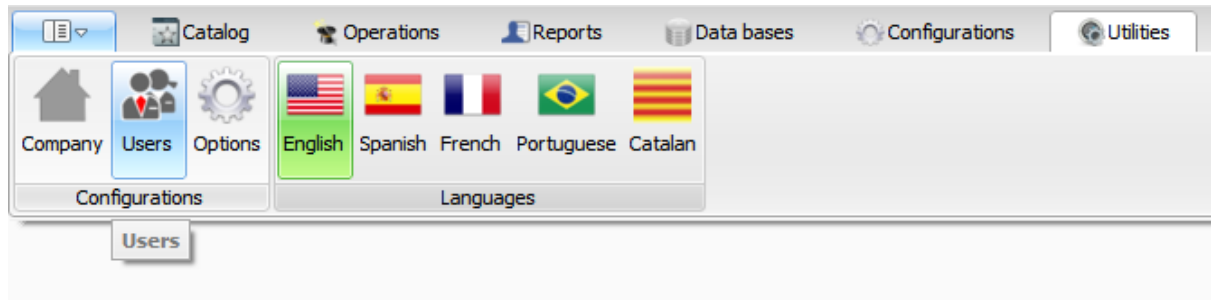 Catalog Operations Reports Data bases Configurations Utilities
Company Users Options English Spanish French Portuguese Catalan
Configurations Languages
Users